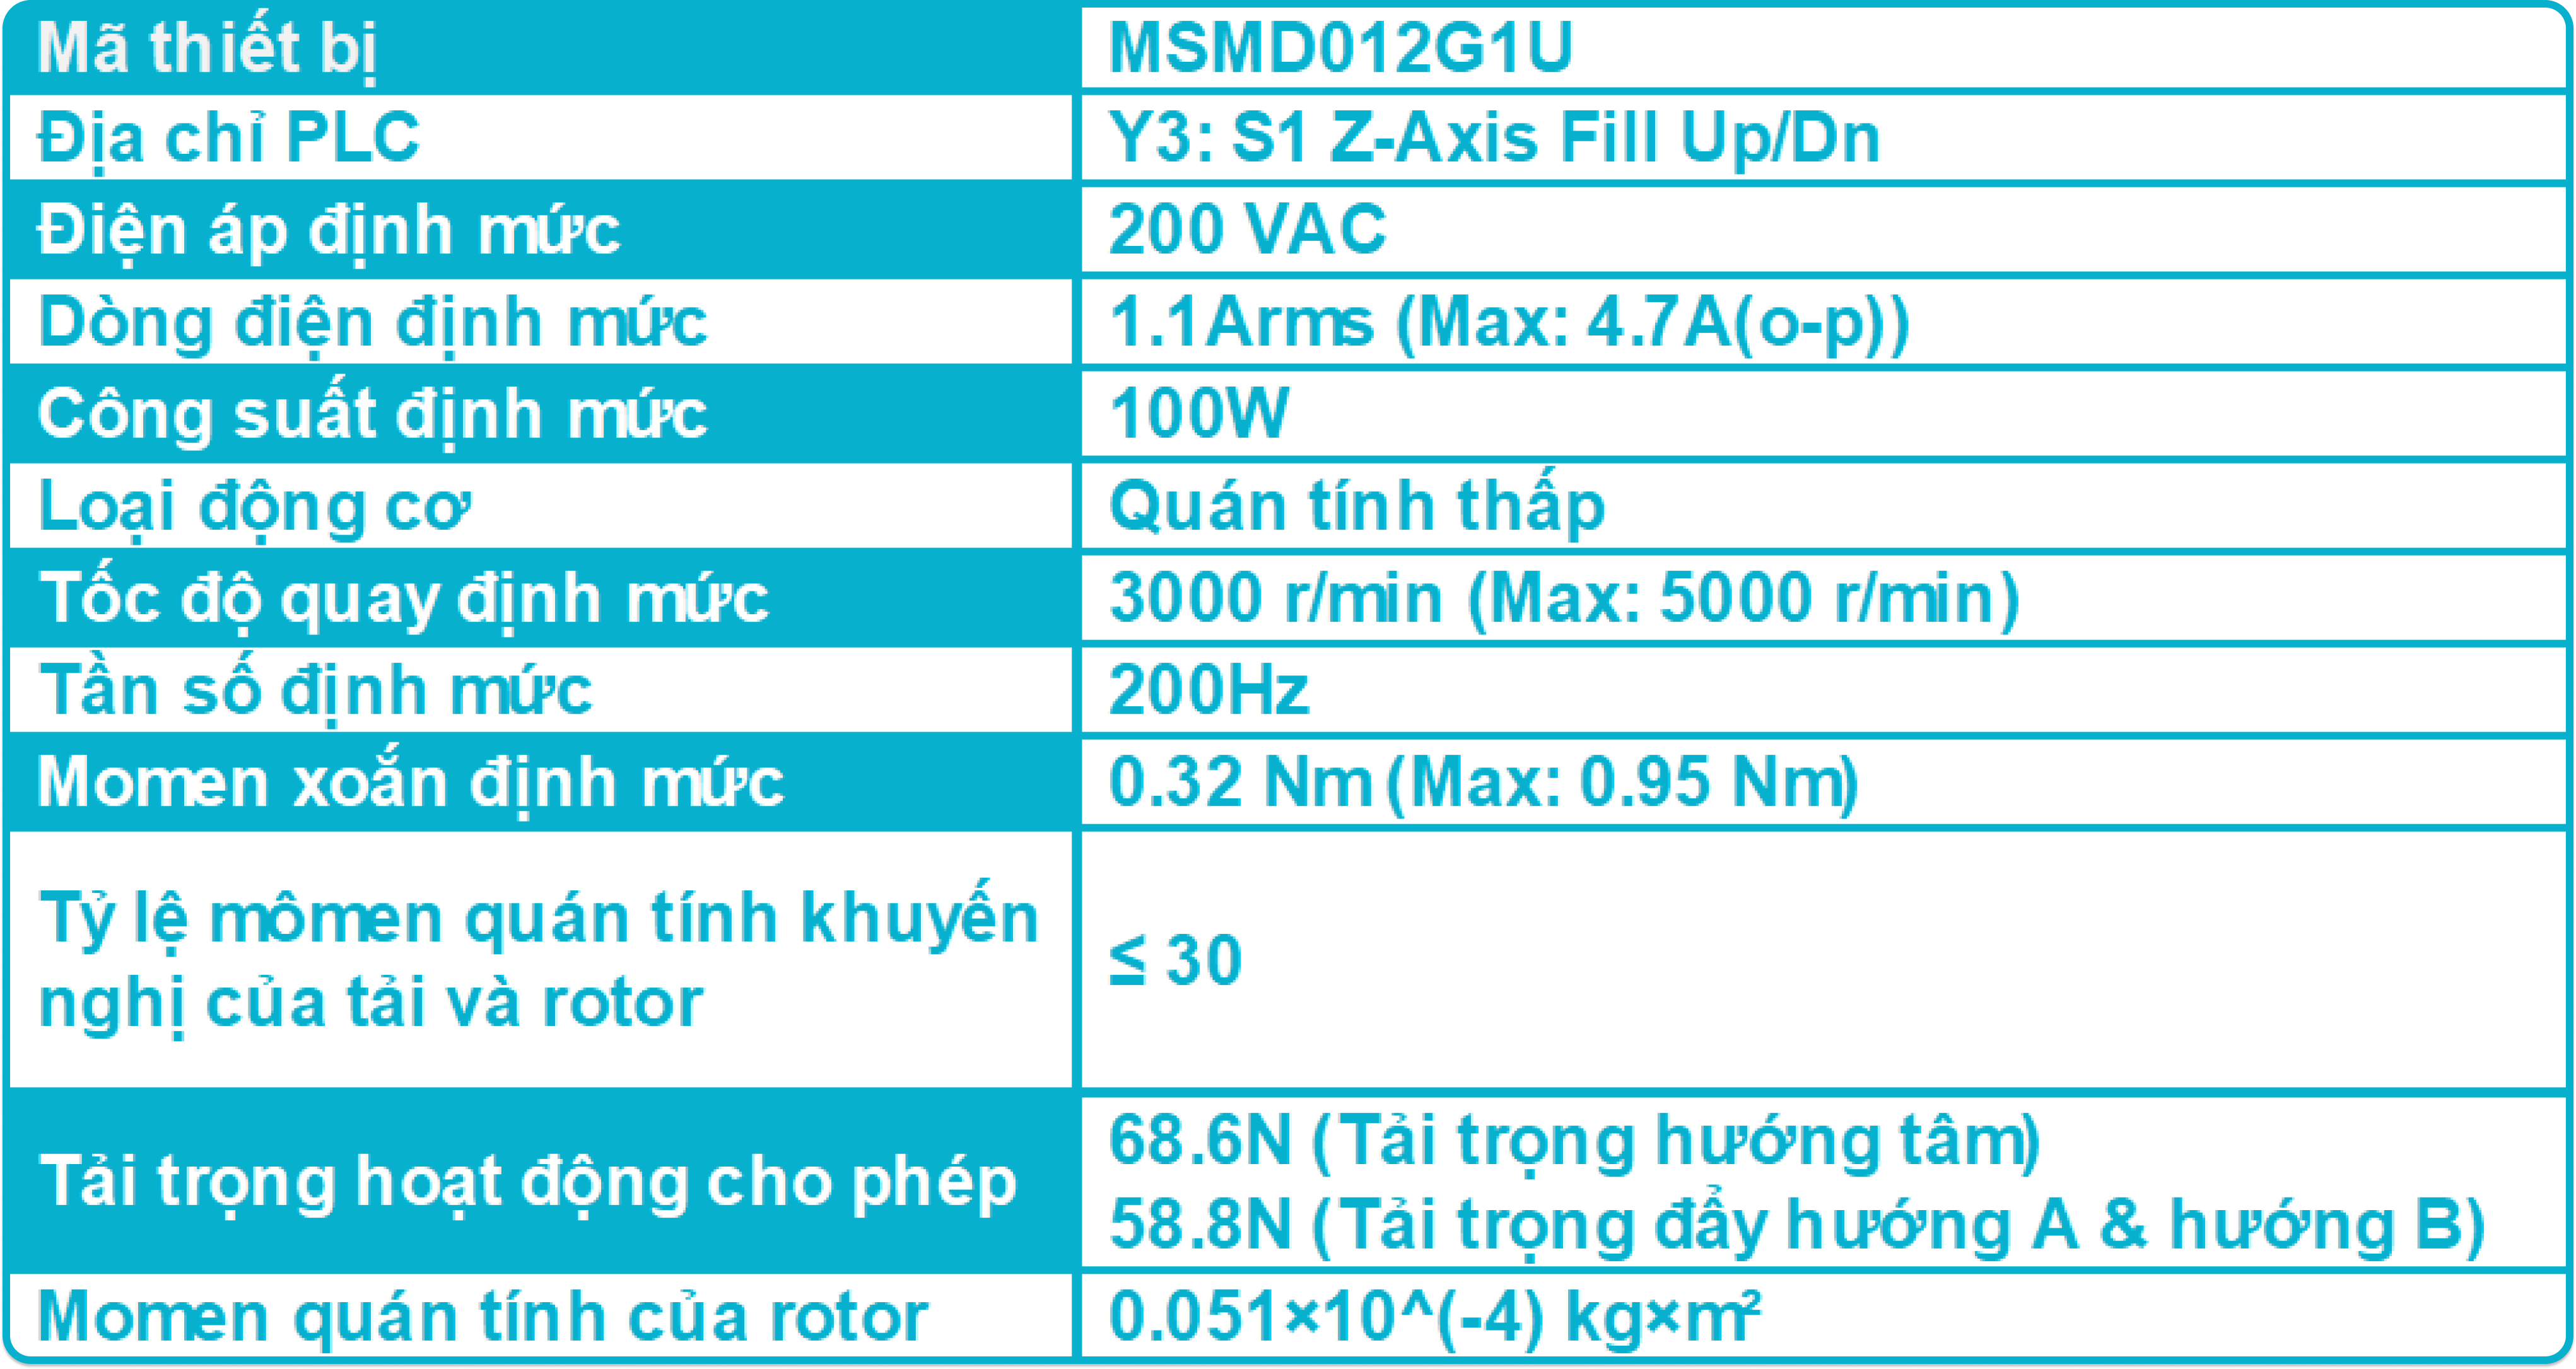 Mã thiết bị
MSMD012G1U
Địa chỉ PLC
Y3: S1 Z-Axis Fill Up/Dn
Điện áp định mức
200 VAC
Dòng điện định mức
1.1Arms (Max: 4.7A(o-p))
Công suất định mức
100W
Loại động cơ
Quán tính thấp
Tốc độ quay định mức
3000 r/min (Max: 5000 r/min)
Tần số định mức
200Hz
Momen xoắn định mức
0.32 Nm (Max: 0.95 Nm)
Tỷ lệ mômen quán tính khuyến
nghị của tải và rotor
≤ 30
Tải trọng hoạt động cho phép
68.6N (Tải trọng hướng tâm)
58.8N (Tải trọng đẩy hướng A & hướng B)
Momen quán tính của rotor
0.051×10^(-4) kg×m²